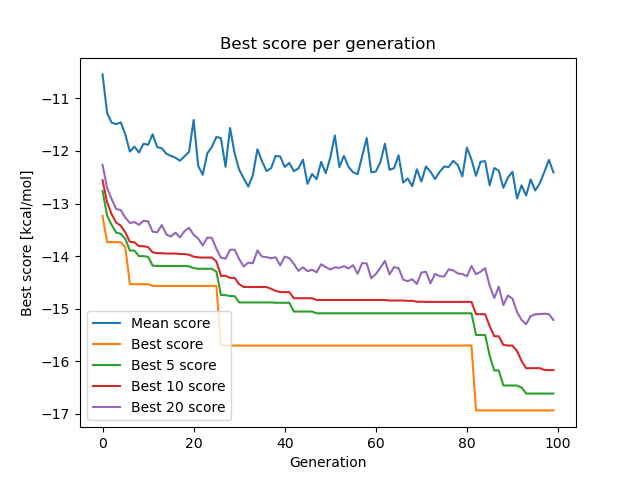 Best score per generation
Best score [kcal/mol]
−11
−12
−13
−14
−15
−16
−17
Mean score
Best score
Best 5 score
Best 10 score
Best 20 score
0
20
40
60
80
100
Generation